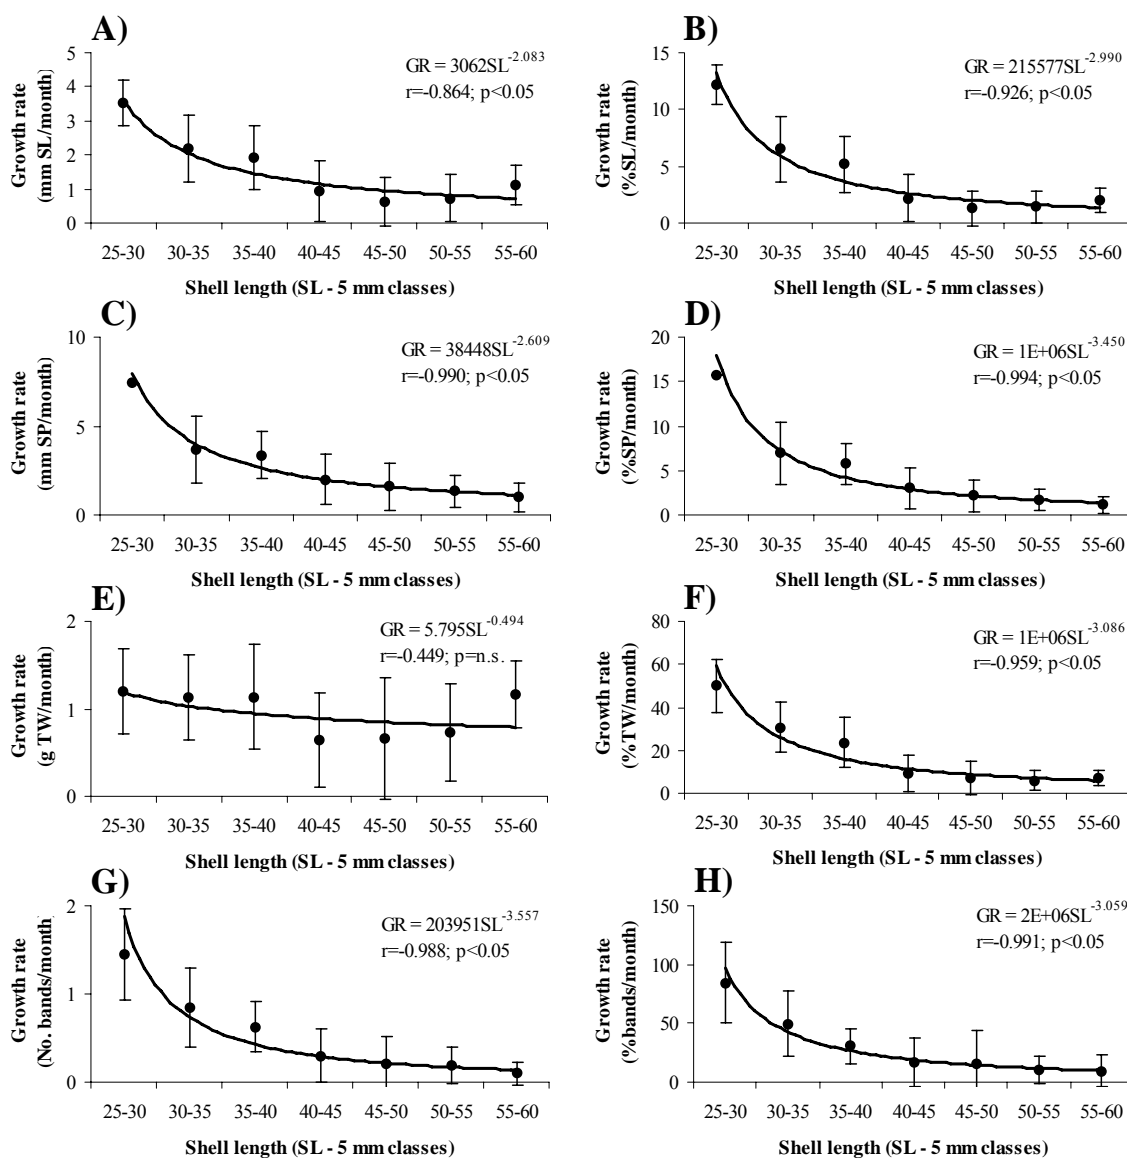 A)
GR = 3062SL^-2.083
r=-0.864; p<0.05
Growth rate
(mm SL/month)
5
4
3
2
1
0
25-30 30-35 35-40 40-45 45-50 50-55 55-60
Shell length (SL - 5 mm classes)
B)
GR = 215577SL^-2.990
r=-0.926; p<0.05
Growth rate
(%SL/month)
15
10
5
0
25-30 30-35 35-40 40-45 45-50 50-55 55-60
Shell length (SL - 5 mm classes)
C)
GR = 38448SL^-2.609
r=-0.990; p<0.05
Growth rate
(mm SP/month)
10
5
0
25-30 30-35 35-40 40-45 45-50 50-55 55-60
Shell length (SL - 5 mm classes)
D)
GR = 1E+06SL^-3.450
r=-0.994; p<0.05
Growth rate
(%SP/month)
20
15
10
5
0
25-30 30-35 35-40 40-45 45-50 50-55 55-60
Shell length (SL - 5 mm classes)
E)
GR = 5.795SL^-0.494
r=-0.449; p=n.s.
Growth rate
(g TW/month)
2
1
0
25-30 30-35 35-40 40-45 45-50 50-55 55-60
Shell length (SL - 5 mm classes)
F)
GR = 1E+06SL^-3.086
r=-0.959; p<0.05
Growth rate
(%TW/month)
80
60
40
20
0
25-30 30-35 35-40 40-45 45-50 50-55 55-60
Shell length (SL - 5 mm classes)
G)
GR = 203951SL^-3.557
r=-0.988; p<0.05
Growth rate
(No. bands/month)
2
1
0
25-30 30-35 35-40 40-45 45-50 50-55 55-60
Shell length (SL - 5 mm classes)
H)
GR = 2E+06SL^-3.059
r=-0.991; p<0.05
Growth rate
(%bands/month)
150
100
50
0
25-30 30-35 35-40 40-45 45-50 50-55 55-60
Shell length (SL - 5 mm classes)